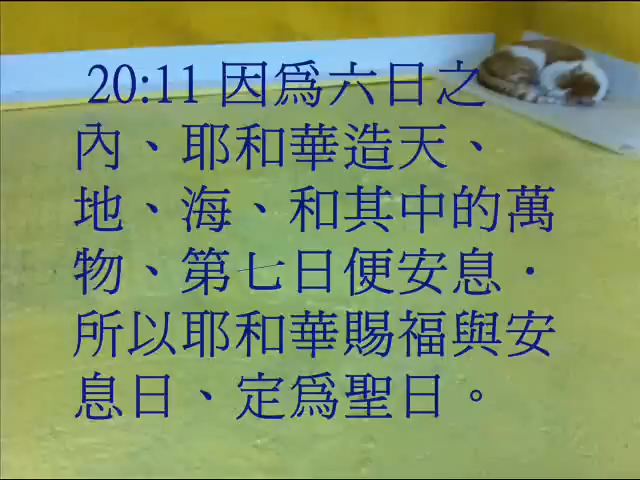 20:11 因爲六日之
內、耶和華造天、
地、海、和其中的萬
物、第七日便安息．
所以耶和華賜福與安
息日、定爲聖日。